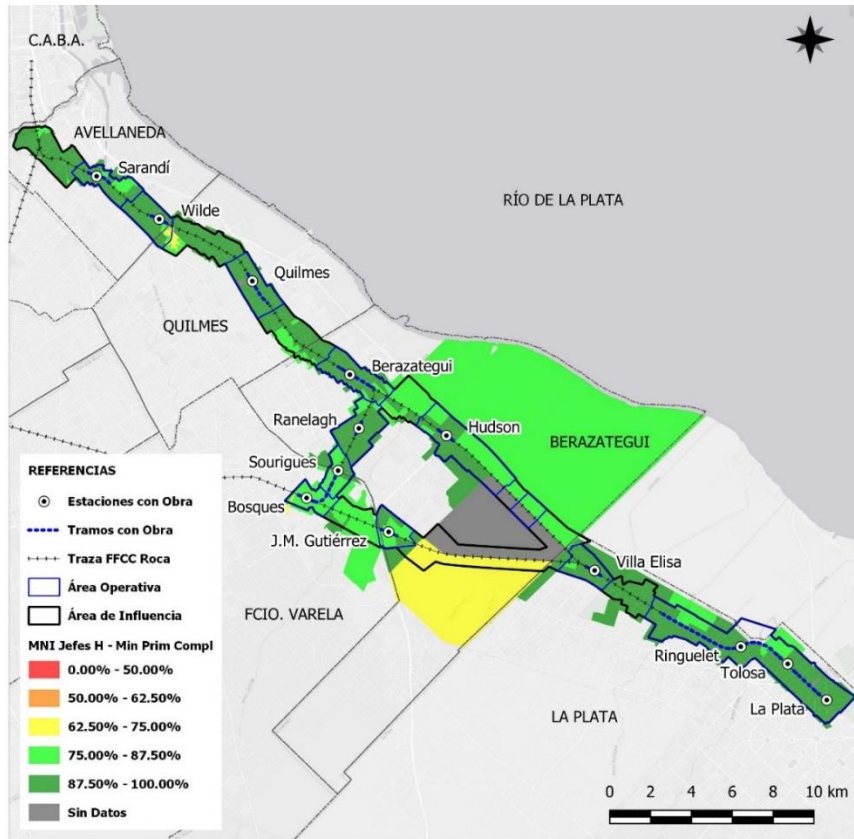 C.A.B.A.
AVELLANEDA
Sarandí
Wilde
RÍO DE LA PLATA
Quilmes
QUILMES
Berazategui
Ranelagh
Hudson
BERAZATEGUI
Sourigues
Bosques
J.M. Gutiérrez
Villa Elisa
FCIO. VARELA
Ringuelet
Tolosa
La Plata
LA PLATA
REFERENCIAS
Estaciones con Obra
Tramos con Obra
Traza FFCC Roca
Área Operativa
Área de Influencia
MNI Jefes H - Min Prim Compl
0.00% - 50.00%
50.00% - 62.50%
62.50% - 75.00%
75.00% - 87.50%
87.50% - 100.00%
Sin Datos
0 2 4 6 8 10 km